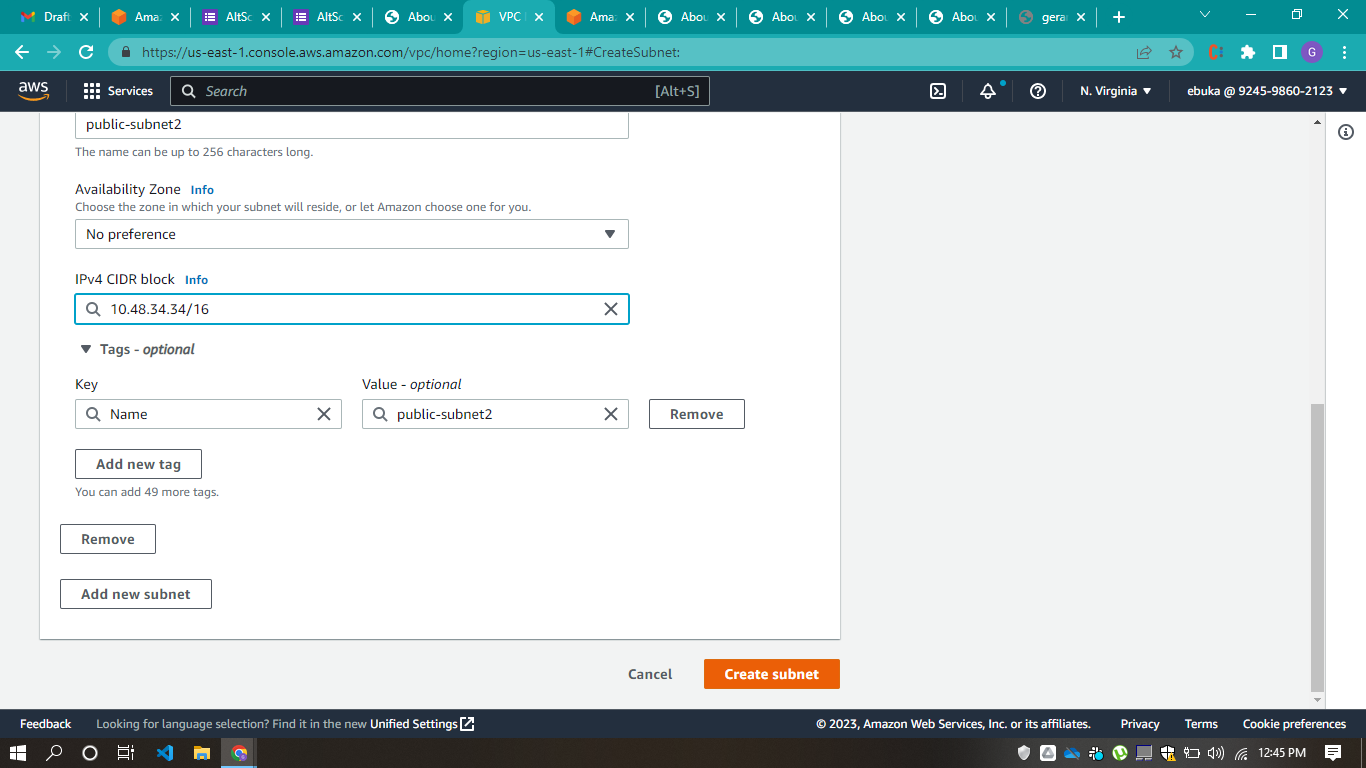 Draft
Ama
AltSc
AltSc
Abou
VPC
Ama
Abou
Abou
Abou
Abou
gera
https://us-east-1.console.aws.amazon.com/vpc/home?region=us-east-1#CreateSubnet:
G
aws
Services
Search
[Alt+S]
N. Virginia
ebuka @ 9245-9860-2123
public-subnet2
The name can be up to 256 characters long.
Availability Zone Info
Choose the zone in which your subnet will reside, or let Amazon choose one for you.
No preference
IPv4 CIDR block Info
10.48.34.34/16
Tags - optional
Key Value - optional
Name public-subnet2 Remove
Add new tag
You can add 49 more tags.
Remove
Add new subnet
Cancel Create subnet
Feedback Looking for language selection? Find it in the new Unified Settings © 2023, Amazon Web Services, Inc. or its affiliates. Privacy Terms Cookie preferences
12:45 PM